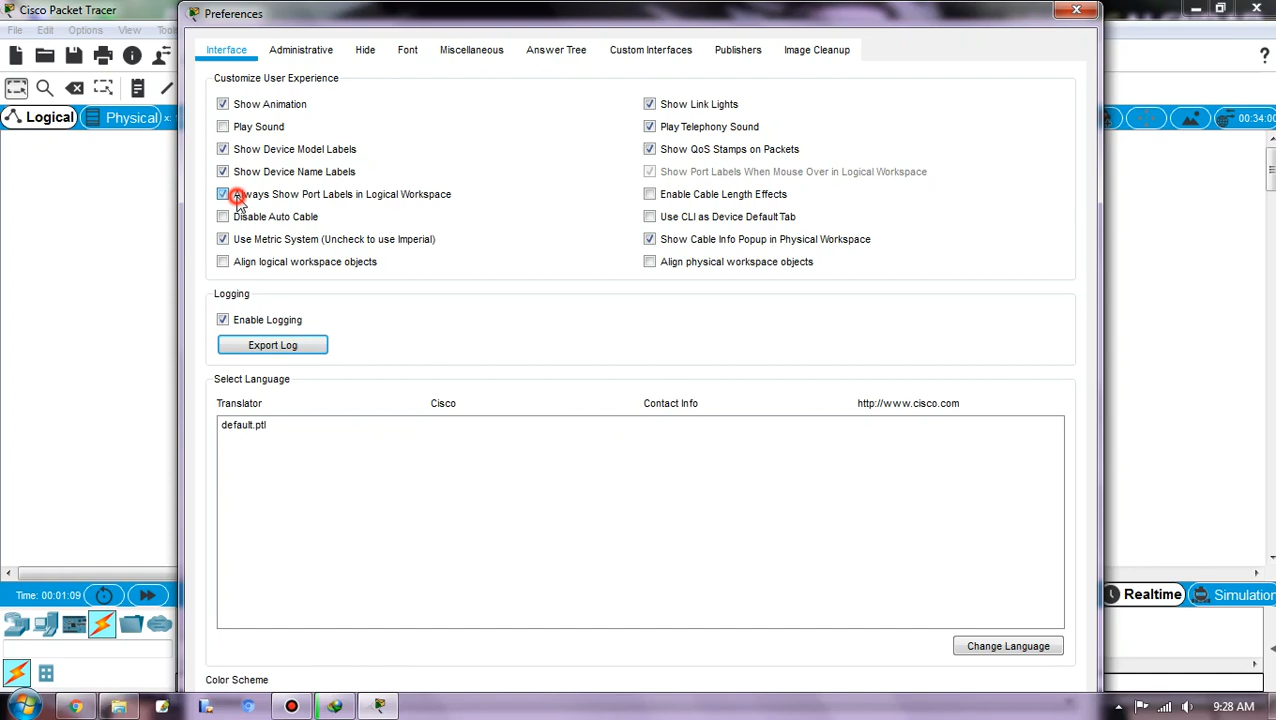 Cisco Packet Tracer
Preferences
File Edit Options View Tools
Interface Administrative Hide Font Miscellaneous Answer Tree Custom Interfaces Publishers Image Cleanup
Customize User Experience
Show Animation Show Link Lights
Play Sound Play Telephony Sound
Show Device Model Labels Show QoS Stamps on Packets
Show Device Name Labels Show Port Labels When Mouse Over in Logical Workspace
Always Show Port Labels in Logical Workspace Enable Cable Length Effects
Disable Auto Cable Use CLI as Device Default Tab
Use Metric System (Uncheck to use Imperial) Show Cable Info Popup in Physical Workspace
Align logical workspace objects Align physical workspace objects
Logical Physical x: 00:34:00
Logging
Enable Logging
Export Log
Select Language
Translator Cisco Contact Info http://www.cisco.com
default.ptl
Change Language
Color Scheme
Time: 00:01:09 Realtime Simulation
9:28 AM